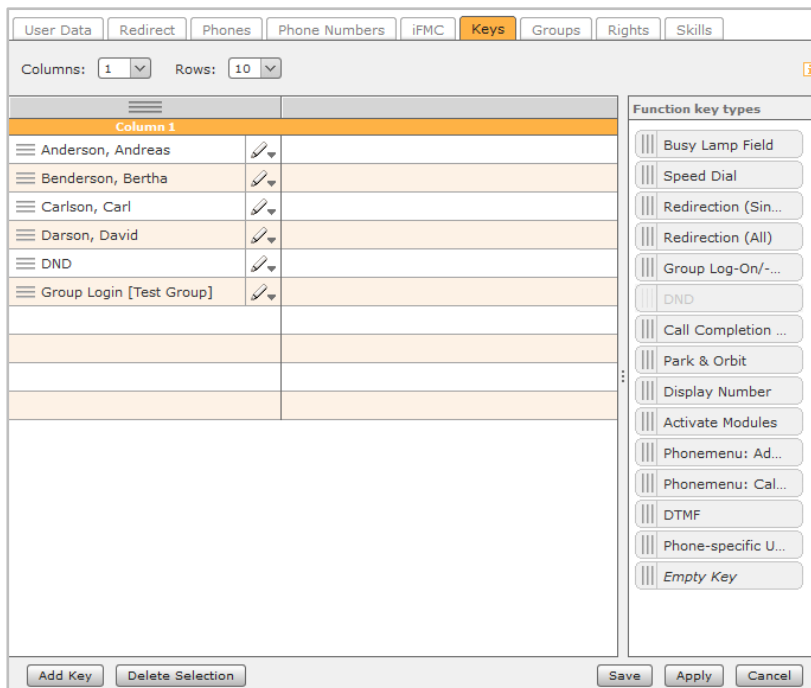 User Data Redirect Phones Phone Numbers iFMC Keys Groups Rights Skills
Columns: 1 Rows: 10
Function key types
Column 1
Anderson, Andreas
Benderson, Bertha
Carlson, Carl
Darson, David
DND
Group Login [Test Group]
Busy Lamp Field
Speed Dial
Redirection (Sin...
Redirection (All)
Group Log-On/-...
DND
Call Completion ...
Park & Orbit
Display Number
Activate Modules
Phonemenu: Ad...
Phonemenu: Cal...
DTMF
Phone-specific U...
Empty Key
Add Key Delete Selection Save Apply Cancel